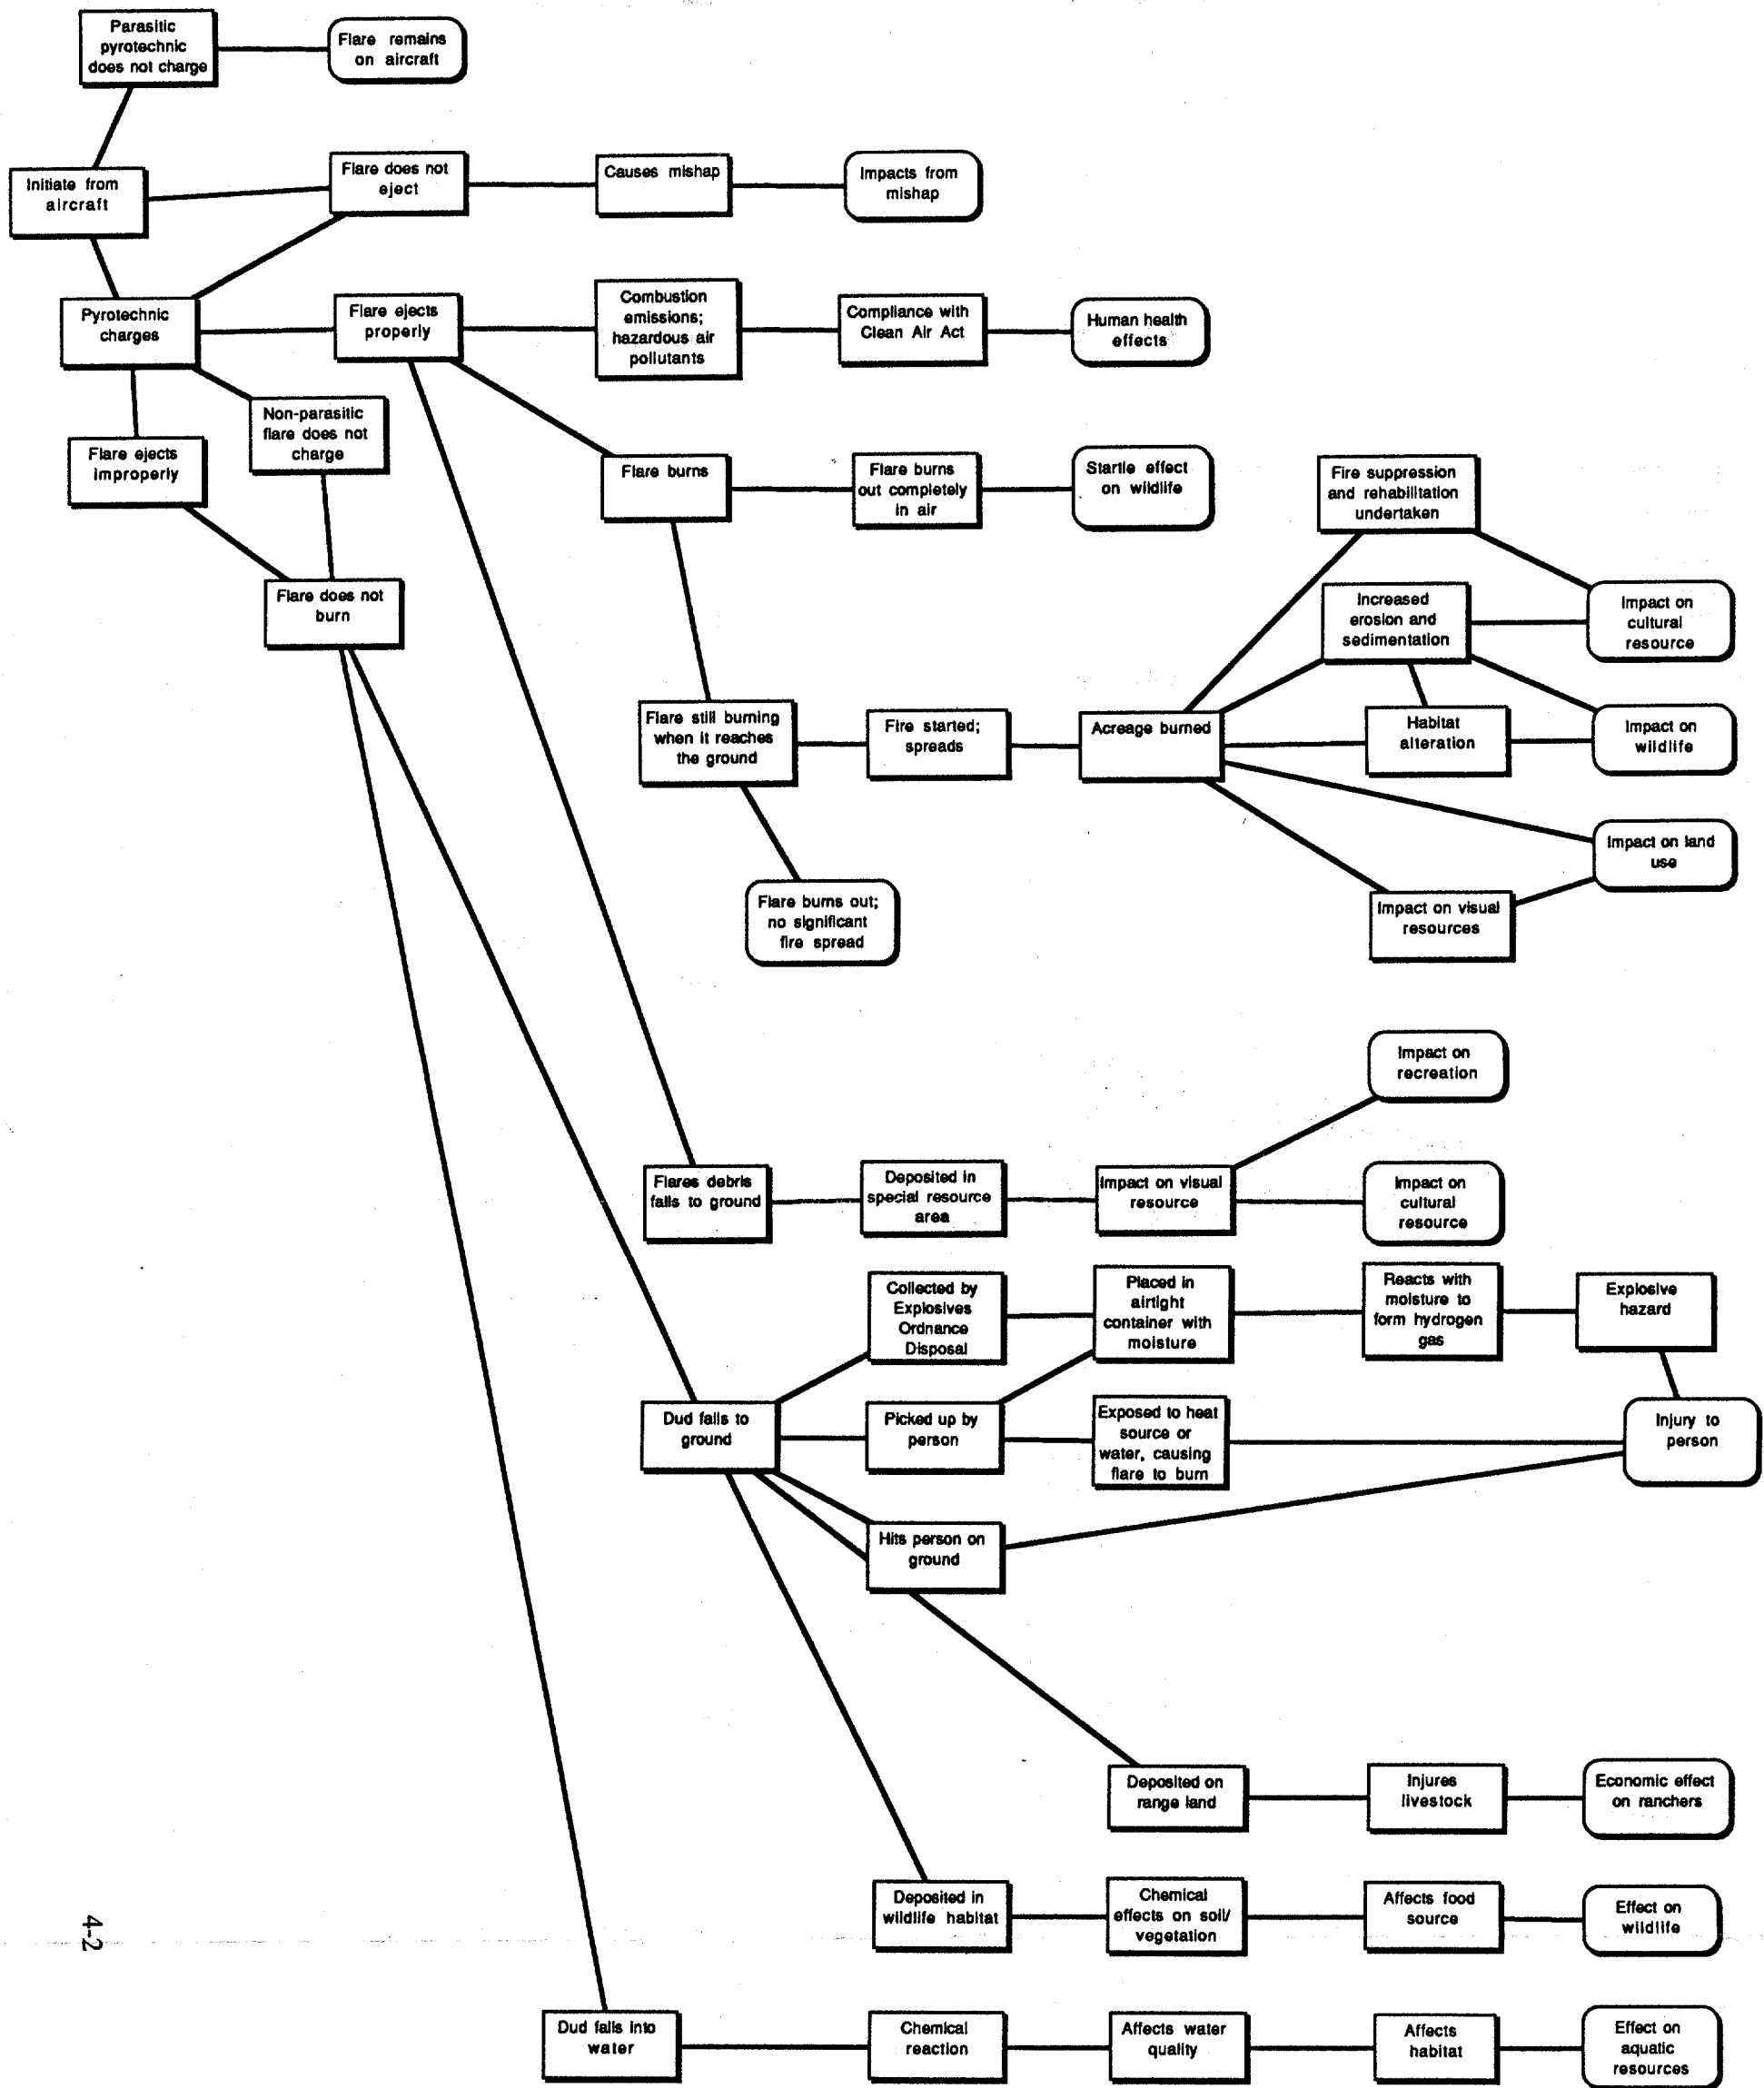 Parasitic
pyrotechnic
does not charge
Flare remains
on aircraft
Initiate from
aircraft
Flare does not
eject
Causes mishap
Impacts from
mishap
Pyrotechnic
charges
Flare ejects
properly
Combustion
emissions;
hazardous air
pollutants
Compliance with
Clean Air Act
Human health
effects
Non-parasitic
flare does not
charge
Flare ejects
improperly
Flare burns
Flare burns
out completely
in air
Startle effect
on wildlife
Fire suppression
and rehabilitation
undertaken
Flare does not
burn
Increased
erosion and
sedimentation
Impact on
cultural
resource
Flare still burning
when it reaches
the ground
Fire started;
spreads
Acreage burned
Habitat
alteration
Impact on
wildlife
Impact on land
use
Flare burns out;
no significant
fire spread
Impact on visual
resources
Impact on
recreation
Flares debris
falls to ground
Deposited in
special resource
area
Impact on visual
resource
Impact on
cultural
resource
Collected by
Explosives
Ordnance
Disposal
Placed in
airtight
container with
moisture
Reacts with
moisture to
form hydrogen
gas
Explosive
hazard
Dud falls to
ground
Picked up by
person
Exposed to heat
source or
water, causing
flare to burn
Injury to
person
Hits person on
ground
Deposited on
range land
Injures
livestock
Economic effect
on ranchers
Deposited in
wildlife habitat
Chemical
effects on soil/
vegetation
Affects food
source
Effect on
wildlife
4-2
Dud falls into
water
Chemical
reaction
Affects water
quality
Affects
habitat
Effect on
aquatic
resources